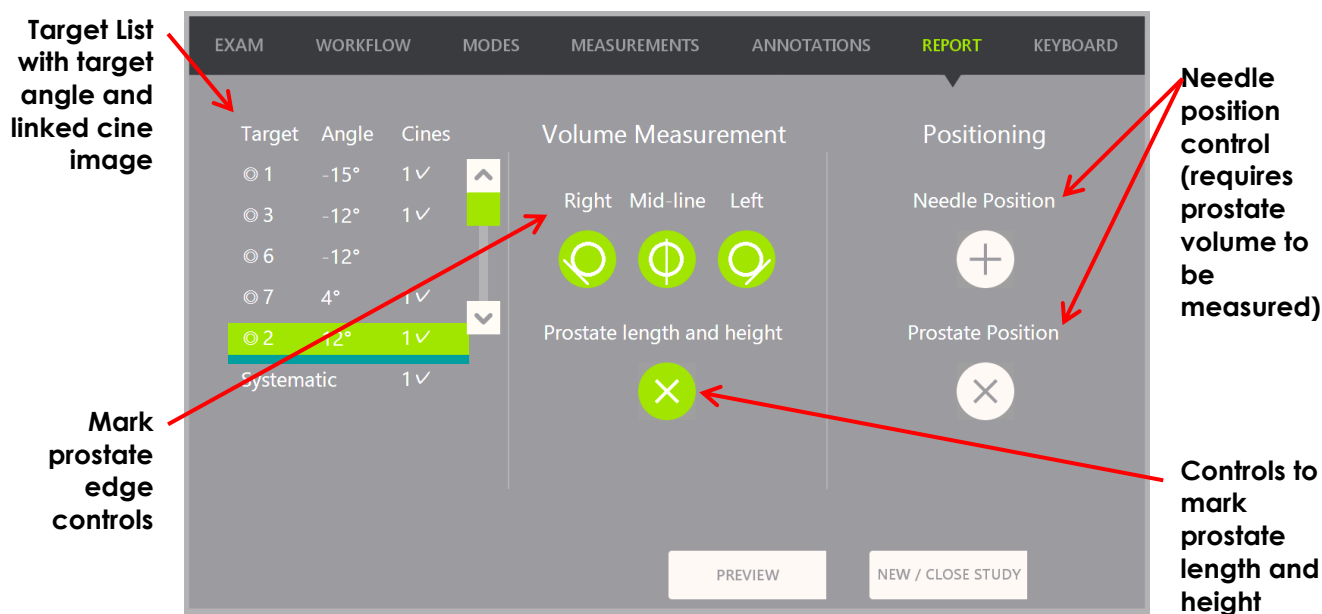 Target List
with target
angle and
linked cine
image
EXAM WORKFLOW MODES MEASUREMENTS ANNOTATIONS REPORT KEYBOARD
Target Angle Cines
1 -15° 1✓
3 -12° 1✓
6 -12°
7 4° 1✓
2 12° 1✓
Systematic 1✓
Volume Measurement
Right Mid-line Left
Prostate length and height
Positioning
Needle Position
Prostate Position
PREVIEW NEW / CLOSE STUDY
Needle
position
control
(requires
prostate
volume to
be
measured)
Mark
prostate
edge
controls
Controls to
mark
prostate
length and
height